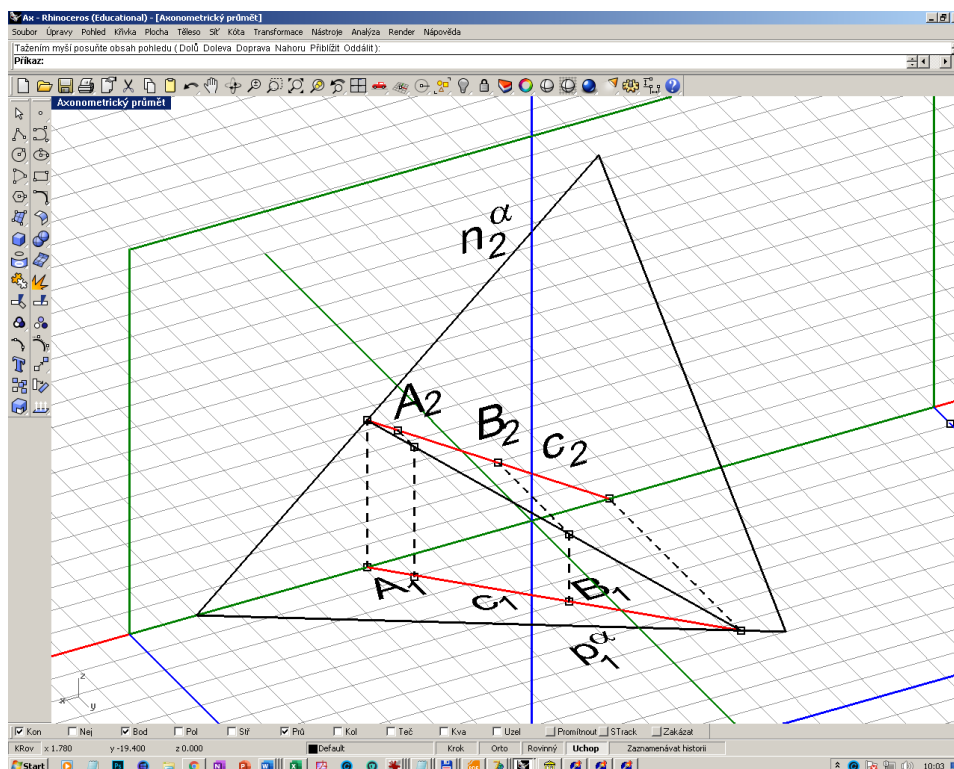 Ax - Rhinoceros (Educational) - [Axonometrický průmět]
Soubor Úpravy Pohled Křivka Plocha Těleso Síť Kóta Transformace Nástroje Analýza Render Nápověda
Tažením myší posuňte obsah pohledu ( Dolů Doleva Doprava Nahoru Přiblížit Oddálit ):
Příkaz:
Axonometrický průmět
n2α
A2
B2
c2
A1
c1
B1
p1α
z
x
y
Kon Nej Bod Pol Stř Prů Kol Teč Kva Uzel Promítnout STrack Zakázat
KRov x 1.780 y -19.400 z 0.000 Default Krok Orto Rovinný Uchop Zaznamenávat historii
Start 10:03